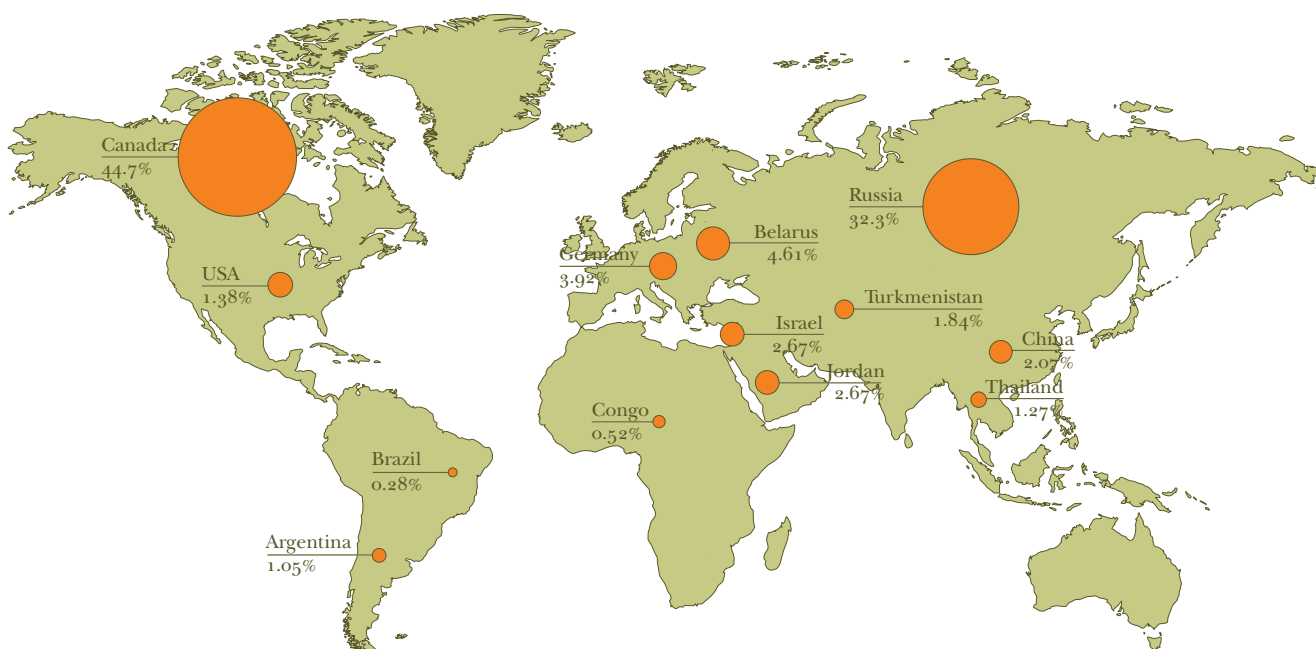 Canada
44.7%
Russia
32.3%
Belarus
4.61%
Germany
3.92%
USA
1.38%
Turkmenistan
1.84%
Israel
2.67%
China
2.07%
Jordan
2.67%
Thailand
1.27%
Congo
0.52%
Brazil
0.28%
Argentina
1.05%